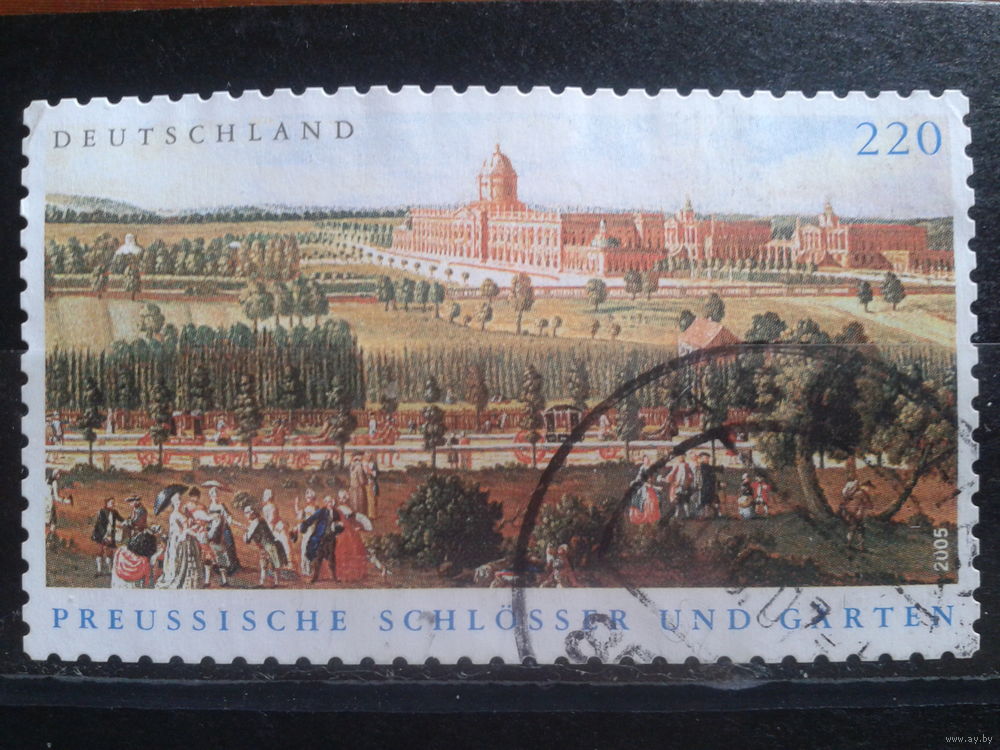 DEUTSCHLAND
220
2005
PREUSSISCHE SCHLÖSSER UND GÄRTEN
www.ay.by